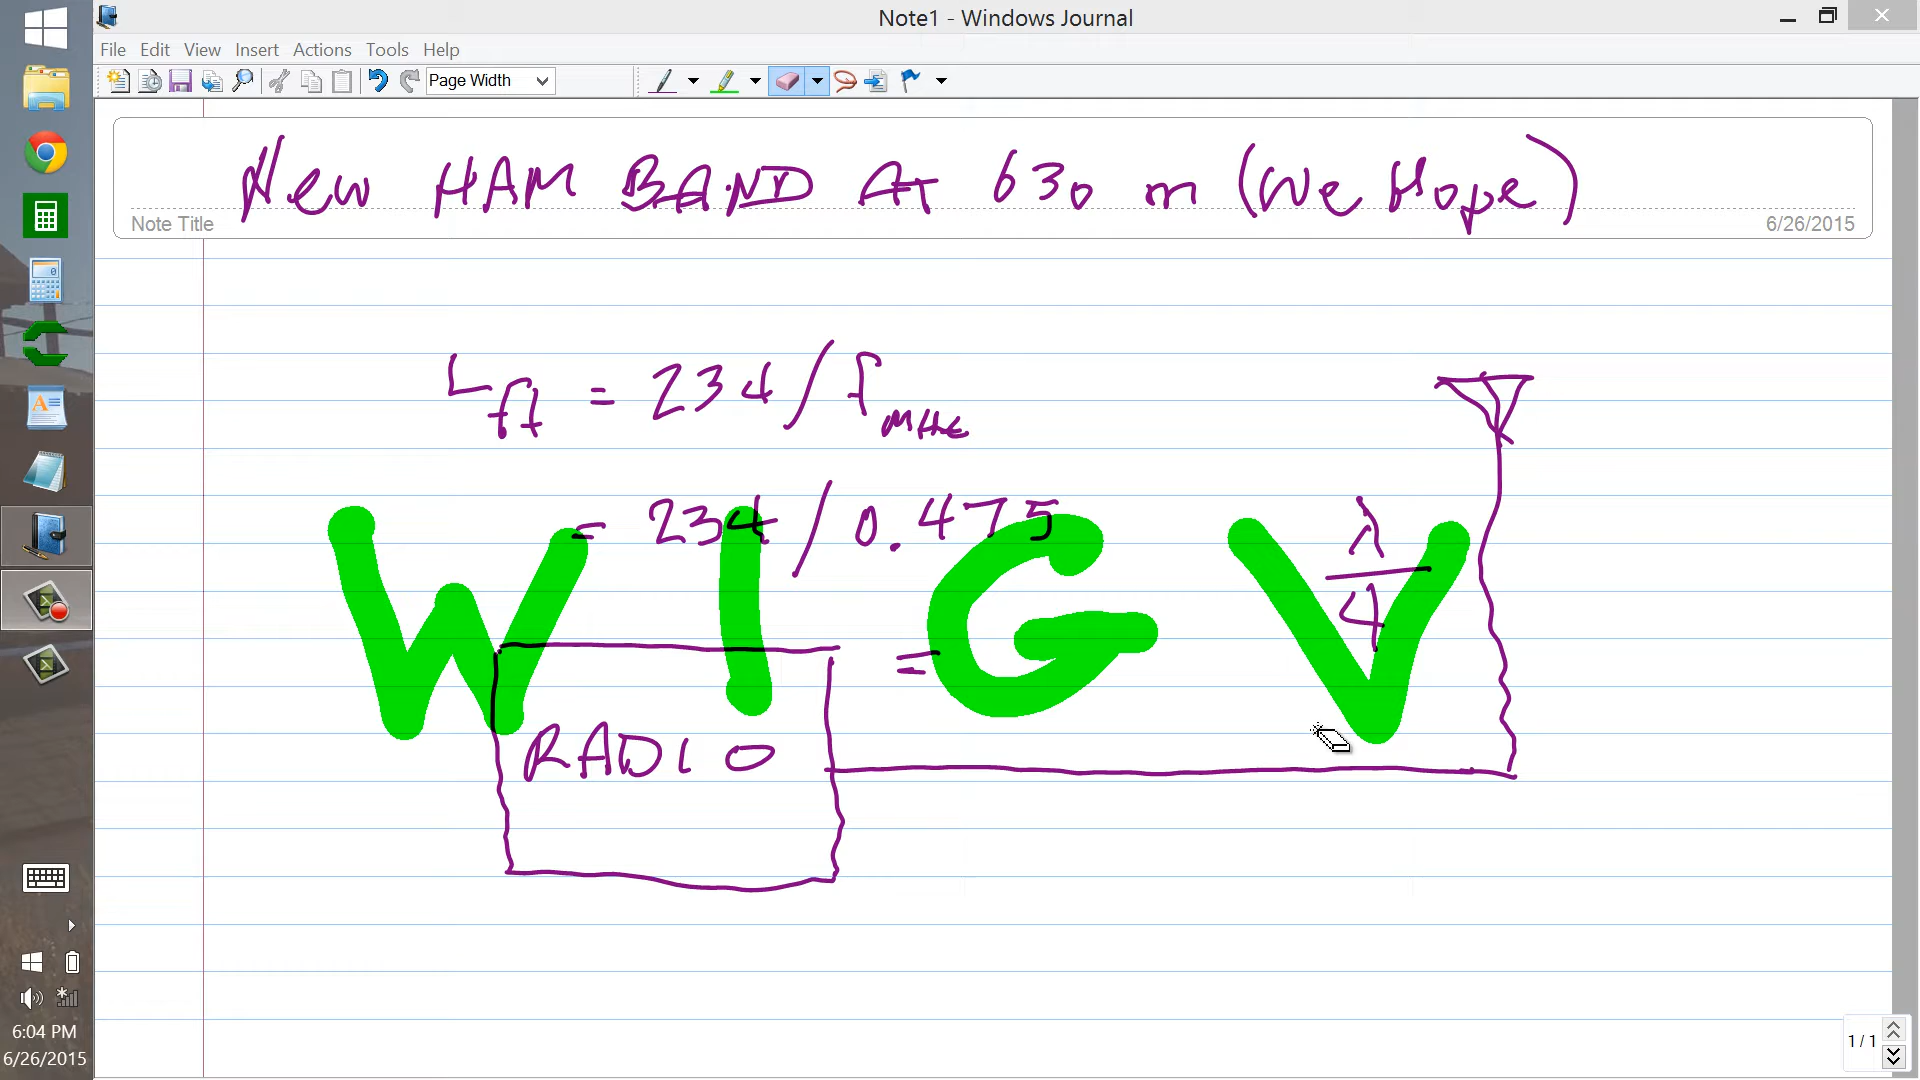 Note1 - Windows Journal
File Edit View Insert Actions Tools Help
Page Width
New HAM BAND AT 630 m (We Hope)
Note Title
6/26/2015
L ft = 234 / f MHz
= 234 / 0.475
λ
4
W1GV
=
RADIO
6:04 PM
6/26/2015
1 / 1